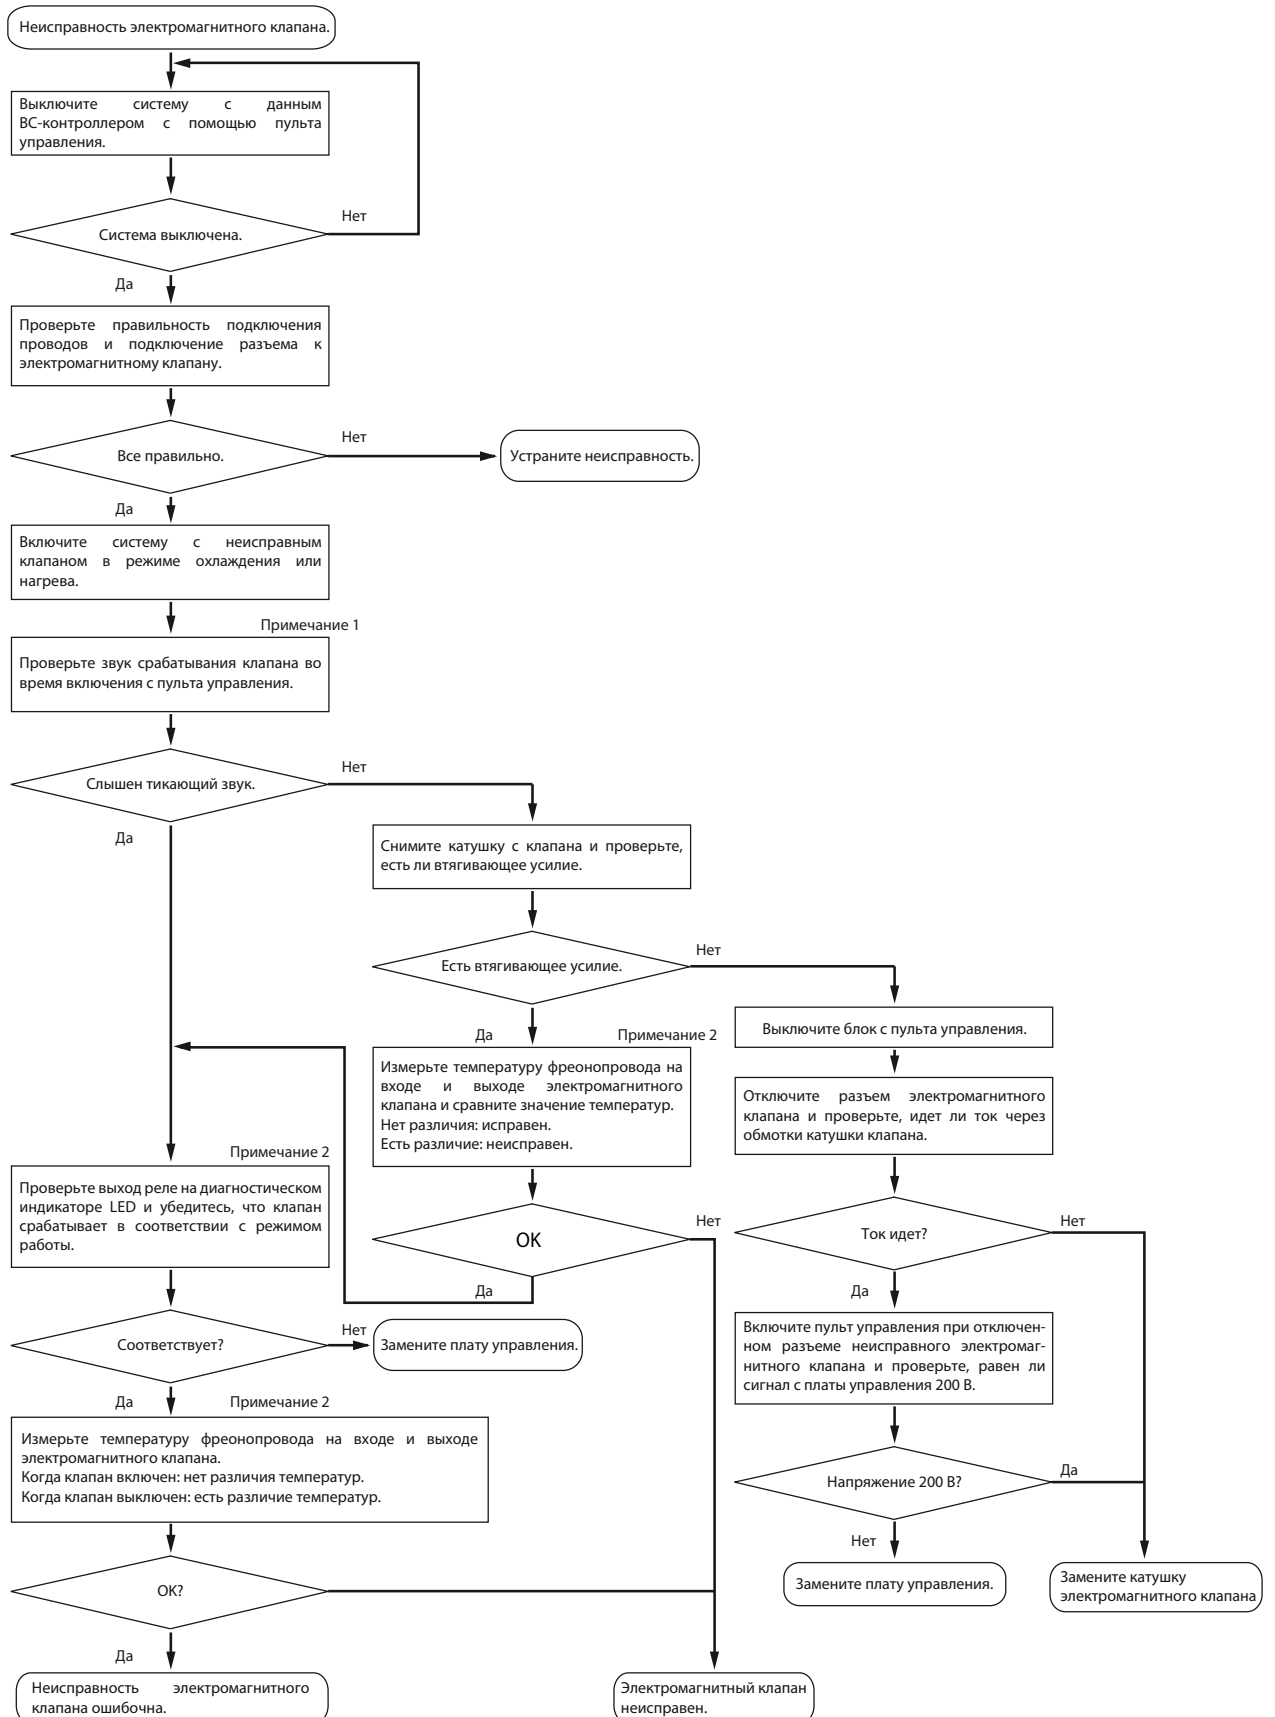 Неисправность электромагнитного клапана.
Выключите систему с данным
BC-контроллером с помощью пульта
управления.
Нет
Система выключена.
Да
Проверьте правильность подключения
проводов и подключение разъема к
электромагнитному клапану.
Нет
Все правильно.
Устраните неисправность.
Да
Включите систему с неисправным
клапаном в режиме охлаждения или
нагрева.
Примечание 1
Проверьте звук срабатывания клапана во
время включения с пульта управления.
Нет
Слышен тикающий звук.
Да
Снимите катушку с клапана и проверьте,
есть ли втягивающее усилие.
Нет
Есть втягивающее усилие.
Выключите блок с пульта управления.
Да
Примечание 2
Измерьте температуру фреонопровода на
входе и выходе электромагнитного
клапана и сравните значение температур.
Нет различия: исправен.
Есть различие: неисправен.
Отключите разъем электромагнитного
клапана и проверьте, идет ли ток через
обмотки катушки клапана.
Примечание 2
Проверьте выход реле на диагностическом
индикаторе LED и убедитесь, что клапан
срабатывает в соответствии с режимом
работы.
Нет
OK
Да
Нет
Ток идет?
Да
Включите пульт управления при отключен-
ном разъеме неисправного электромаг-
нитного клапана и проверьте, равен ли
сигнал с платы управления 200 В.
Нет
Соответствует?
Замените плату управления.
Да
Примечание 2
Измерьте температуру фреонопровода на входе и выходе
электромагнитного клапана.
Когда клапан включен: нет различия температур.
Когда клапан выключен: есть различие температур.
Да
Напряжение 200 В?
Нет
Замените плату управления.
Замените катушку
электромагнитного клапана
OK?
Да
Неисправность электромагнитного
клапана ошибочна.
Электромагнитный клапан
неисправен.